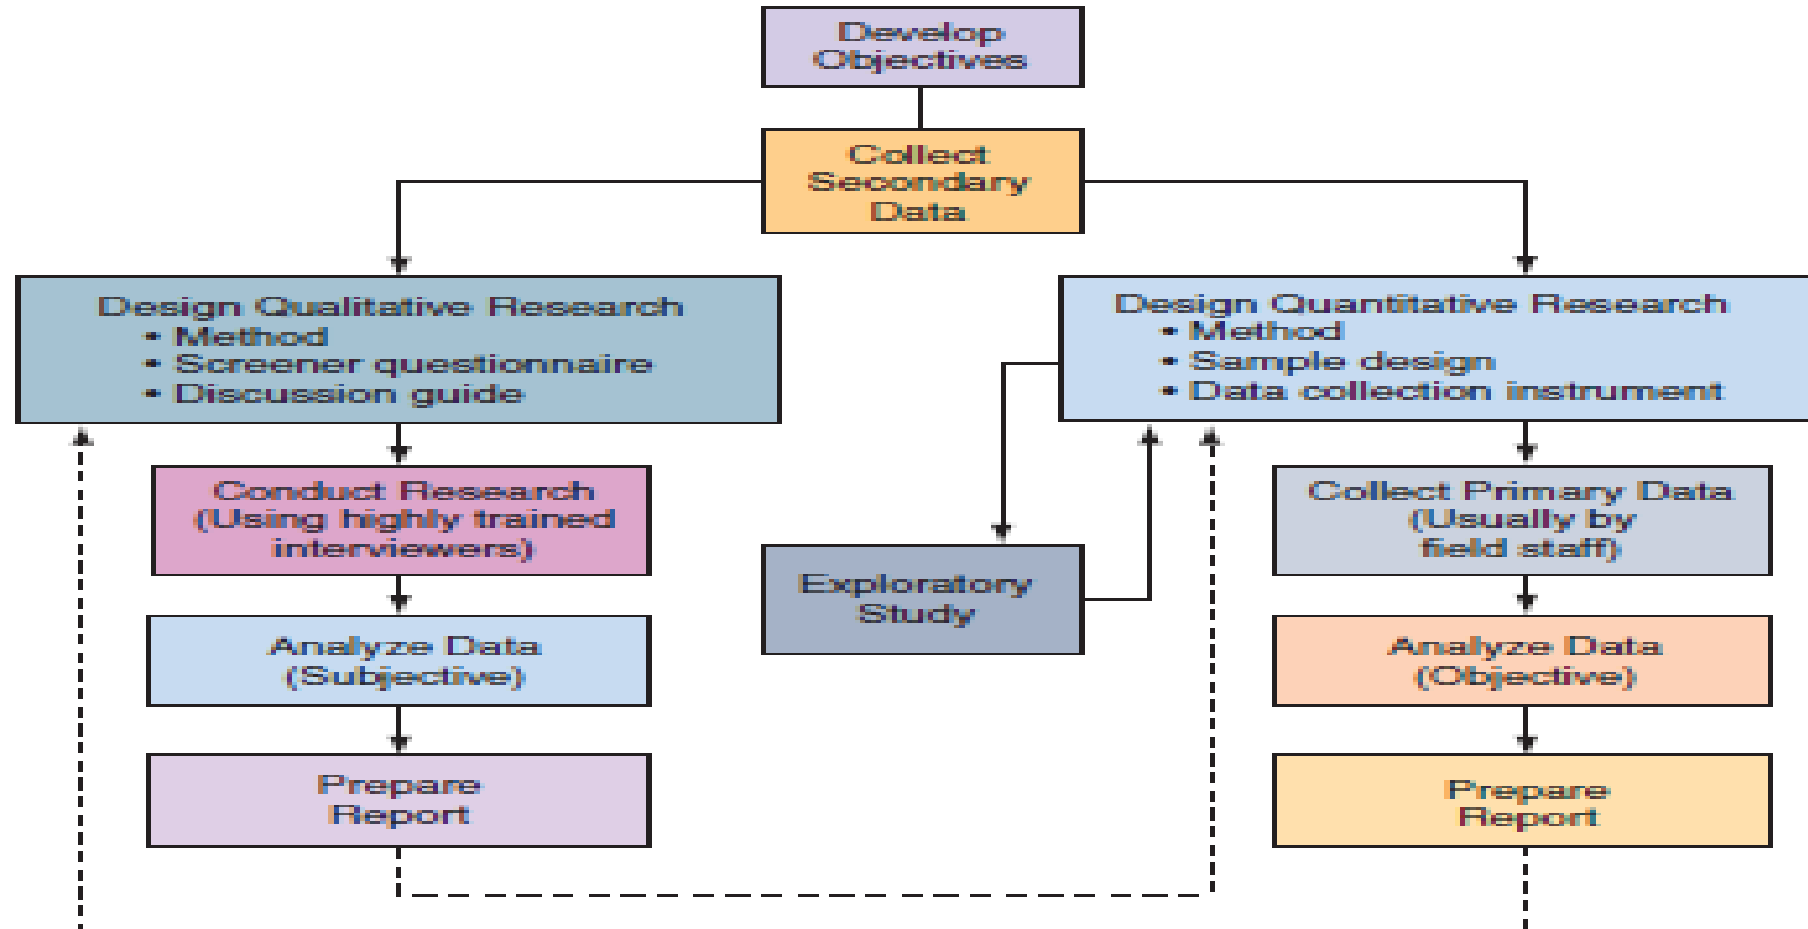 Develop
Objectives
Collect
Secondary
Data
Design Qualitative Research
• Method
• Screener questionnaire
• Discussion guide
Design Quantitative Research
• Method
• Sample design
• Data collection instrument
Conduct Research
(Using highly trained
interviewers)
Exploratory
Study
Collect Primary Data
(Usually by
field staff)
Analyze Data
(Subjective)
Analyze Data
(Objective)
Prepare
Report
Prepare
Report